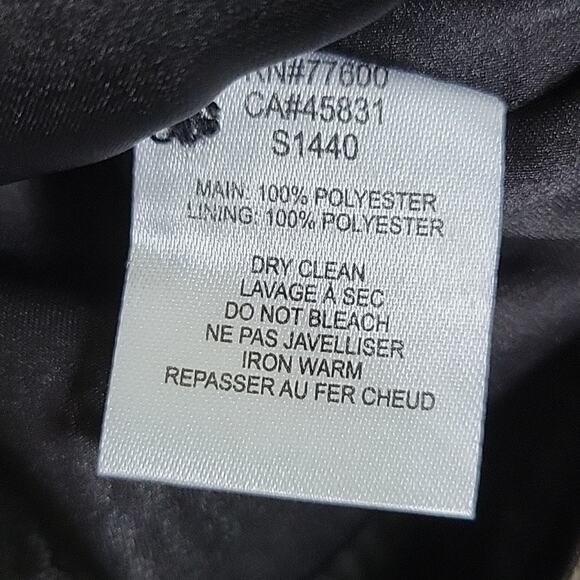 RN#77600
CA#45831
S1440
MAIN: 100% POLYESTER
LINING: 100% POLYESTER
DRY CLEAN
LAVAGE À SEC
DO NOT BLEACH
NE PAS JAVELLISER
IRON WARM
REPASSER AU FER CHEUD